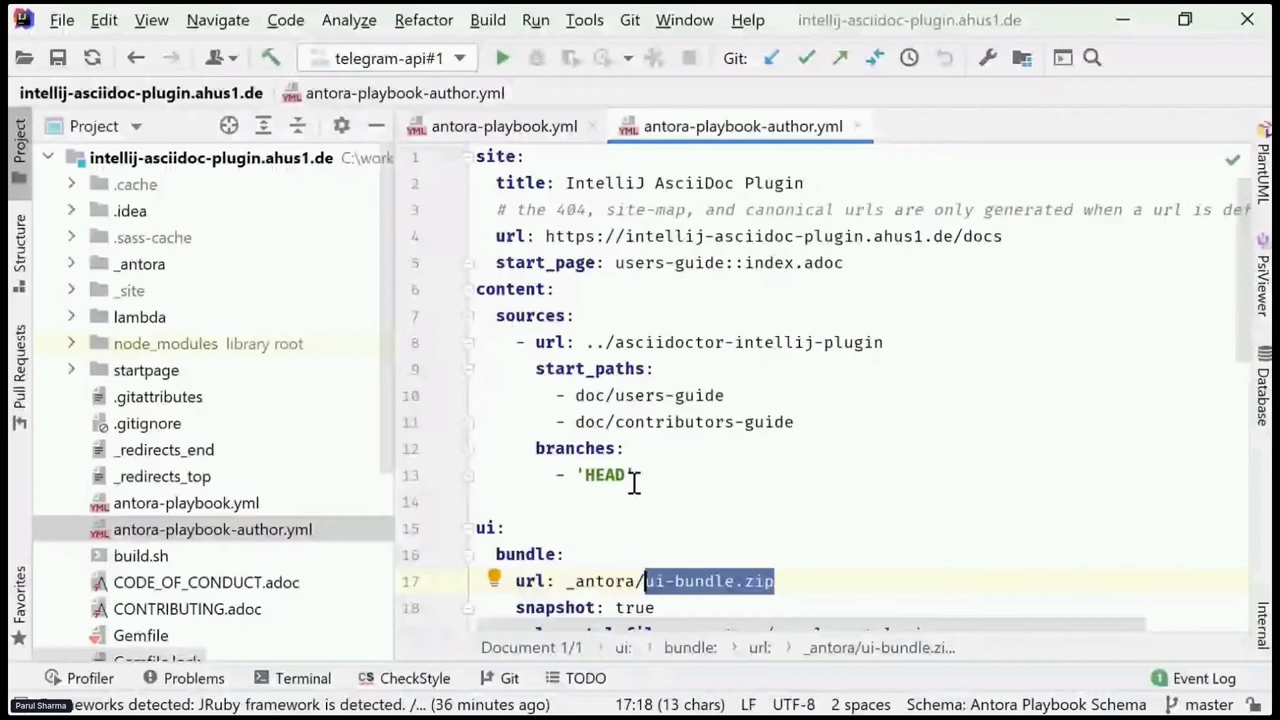 File Edit View Navigate Code Analyze Refactor Build Run Tools Git Window Help intellij-asciidoc-plugin.ahus1.de
telegram-api#1 Git:
intellij-asciidoc-plugin.ahus1.de antora-playbook-author.yml
Project
Structure
Pull Requests
Favorites
Project
intellij-asciidoc-plugin.ahus1.de C:\work
.cache
.idea
.sass-cache
_antora
_site
lambda
node_modules library root
startpage
.gitattributes
.gitignore
_redirects_end
_redirects_top
antora-playbook.yml
antora-playbook-author.yml
build.sh
CODE_OF_CONDUCT.adoc
CONTRIBUTING.adoc
Gemfile
Gemfile.lock
antora-playbook.yml antora-playbook-author.yml
1 site:
2 title: IntelliJ AsciiDoc Plugin
3 # the 404, site-map, and canonical urls are only generated when a url is def
4 url: https://intellij-asciidoc-plugin.ahus1.de/docs
5 start_page: users-guide::index.adoc
6 content:
7 sources:
8 - url: ../asciidoctor-intellij-plugin
9 start_paths:
10 - doc/users-guide
11 - doc/contributors-guide
12 branches:
13 - 'HEAD'
14
15 ui:
16 bundle:
17 url: _antora/ui-bundle.zip
18 snapshot: true
Document 1/1 ui: bundle: url: _antora/ui-bundle.zi...
PlantUML
PsiViewer
Database
Internal
Profiler Problems Terminal CS CheckStyle Git TODO 1 Event Log
Parul Sharma
eworks detected: JRuby framework is detected. /... (36 minutes ago) 17:18 (13 chars) LF UTF-8 2 spaces Schema: Antora Playbook Schema master